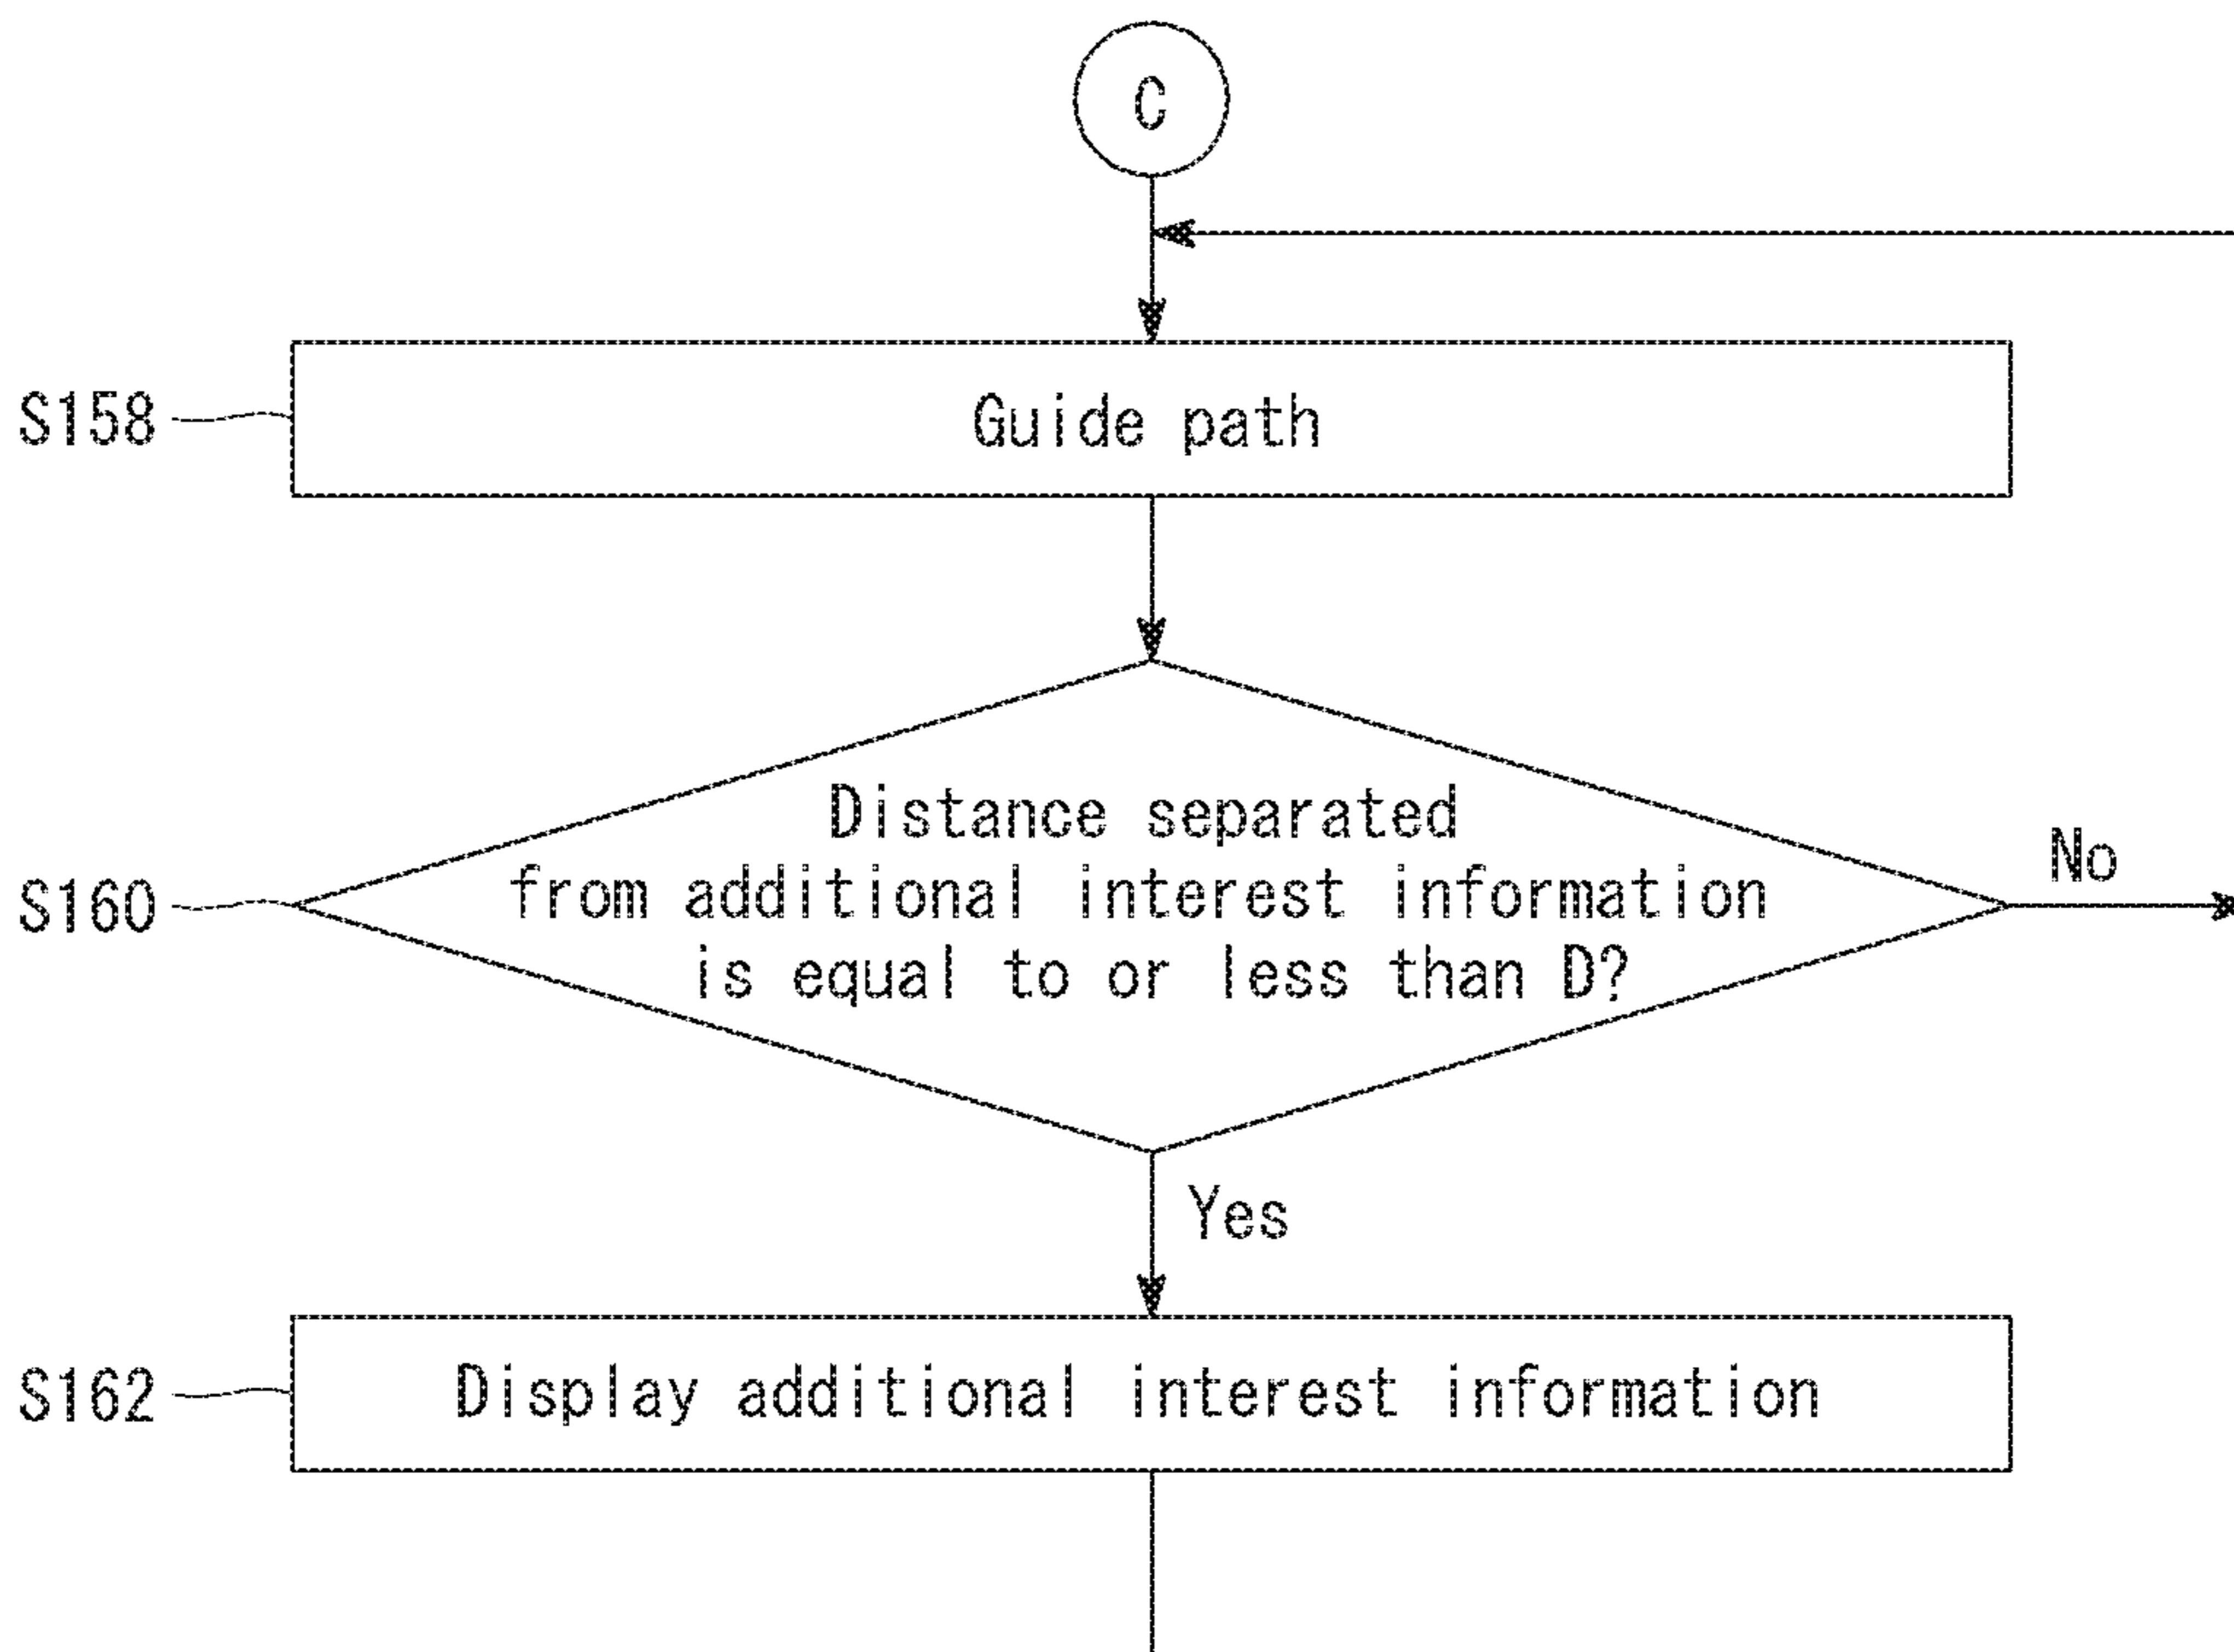 C
S158
Guide path
S160
Distance separated
from additional interest information
is equal to or less than D?
No
Yes
S162
Display additional interest information